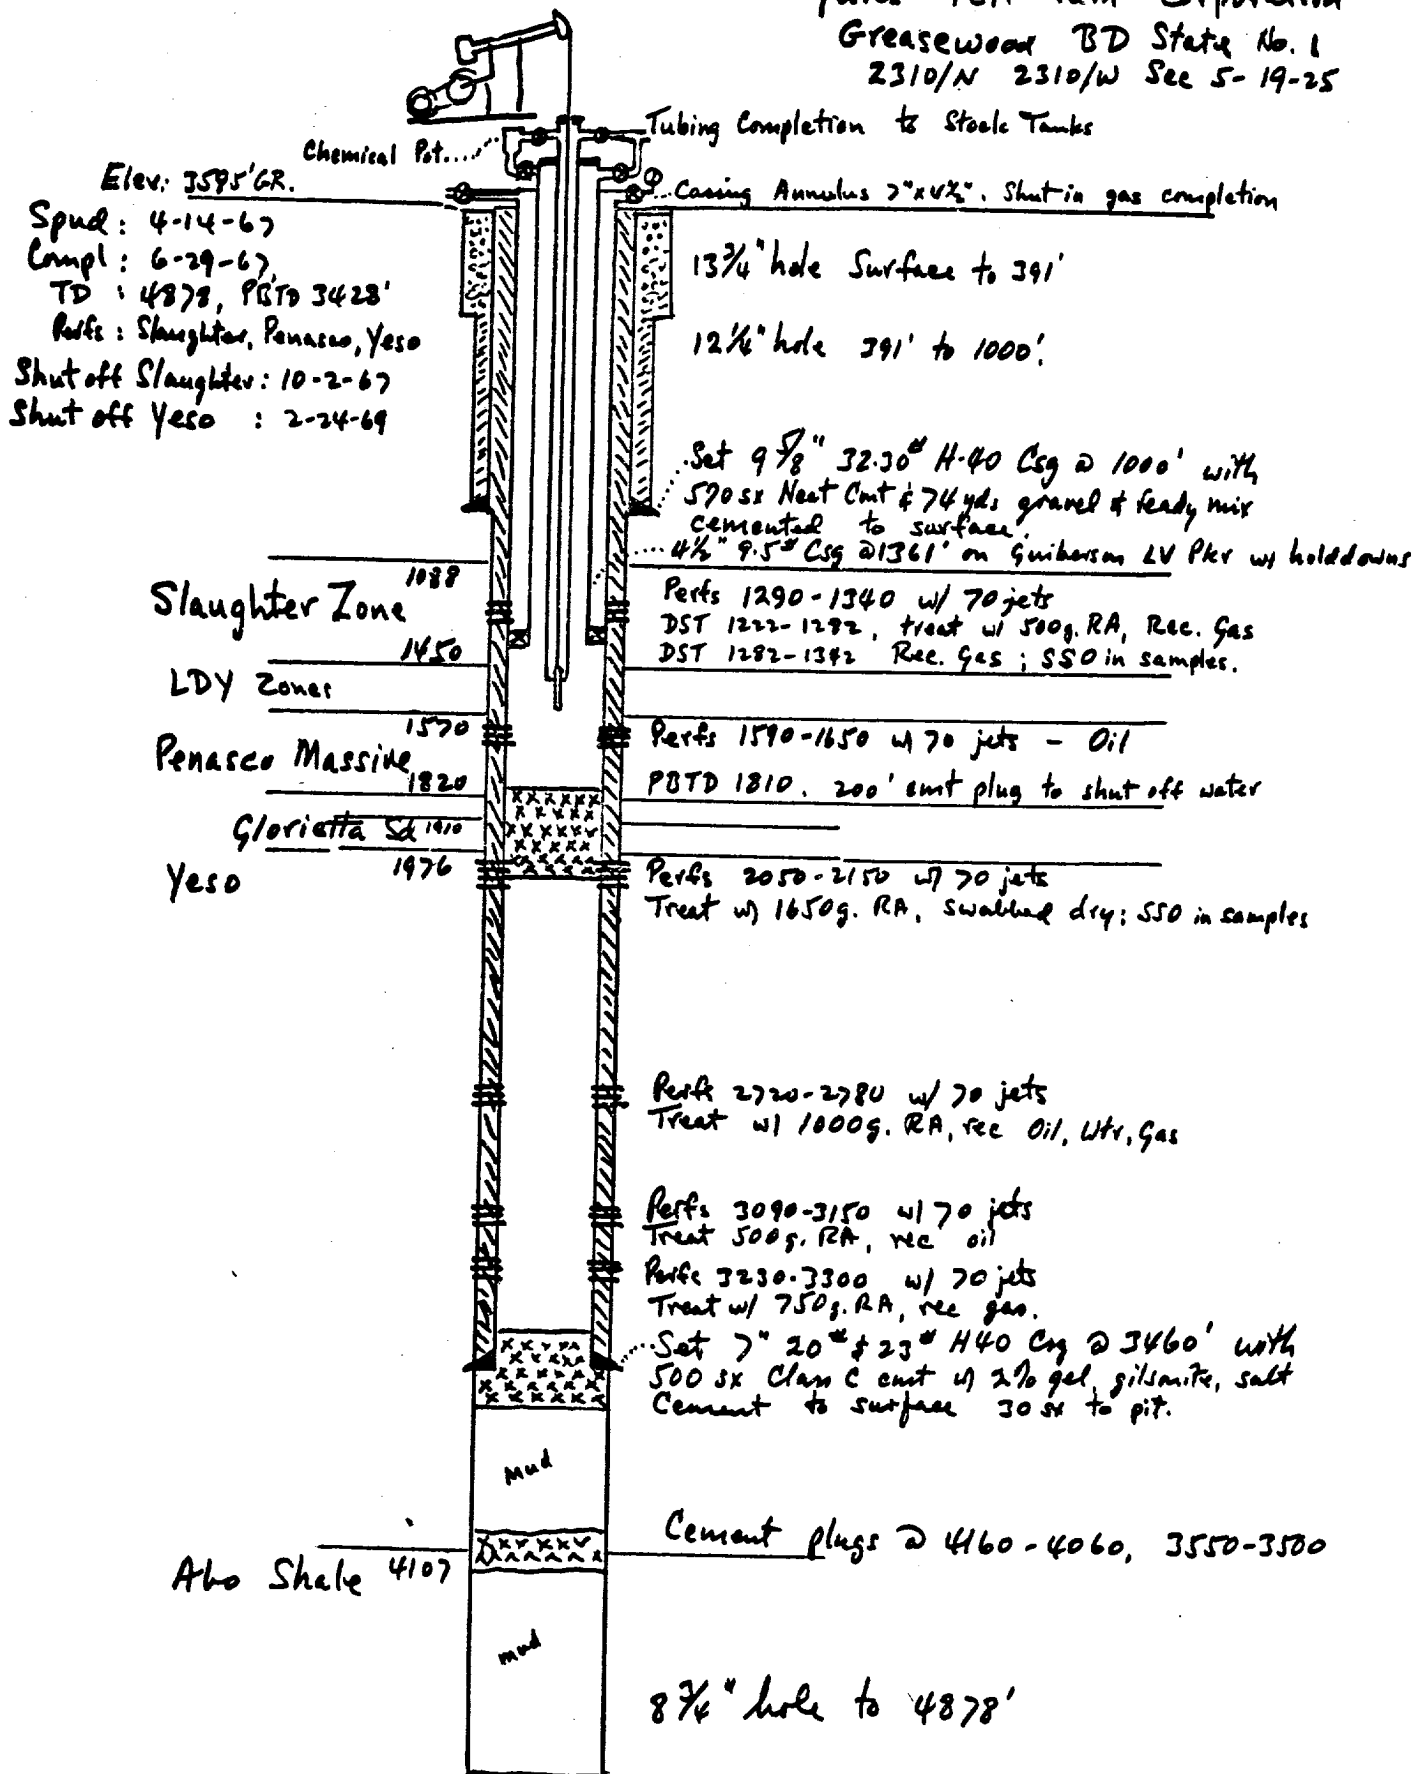 Corporation
Greasewood BD State No. 1
2310/N 2310/W Sec 5-19-25
Tubing Completion to Stock Tanks
Chemical Pot....
Elev: 3595' GR.
Casing Annulus 7" x 4½". Shut in gas completion
Spud: 4-14-67
Compl: 6-29-67
TD: 4878, PBTD 3428'
Perfs: Slaughter, Penasco, Yeso
Shut off Slaughter: 10-2-67
Shut off Yeso: 2-24-69
13¾" hole Surface to 391'
12¼" hole 391' to 1000'.
Set 9 5/8" 32.30# H-40 Csg @ 1000' with
570 sx Neat Cmt & 74 yds gravel & ready mix
cemented to surface.
4½" 9.5# Csg @ 1361' on Guiberson LV Pkr w/ holddowns
1088
Slaughter Zone
1450
Perfs 1290-1340 w/ 70 jets
DST 1222-1282, treat w/ 500g. RA, Rec. Gas
DST 1282-1342 Rec. Gas; SSO in samples.
LDY Zones
1570
Penasco Massive
1820
Perfs 1590-1650 w/ 70 jets - Oil
PBTD 1810. 200' cmt plug to shut off water
Glorietta Sd 1910
1976
Yeso
Perfs 2050-2150 w/ 70 jets
Treat w/ 1650g. RA, swabbed dry; SSO in samples
Perfs 2720-2780 w/ 70 jets
Treat w/ 1000g. RA, rec Oil, Wtr, Gas
Perfs 3090-3150 w/ 70 jets
Treat 500g. RA, rec oil
Perfs 3230-3300 w/ 70 jets
Treat w/ 750g. RA, rec gas.
Set 7" 20# & 23# H40 Csg @ 3460' with
500 sx Class C cmt w/ 2% gel, gilsonite, salt
Cement to surface 30 sx to pit.
Mud
Cement plugs @ 4160-4060, 3550-3500
Abo Shale 4107
mud
8¾" hole to 4878'